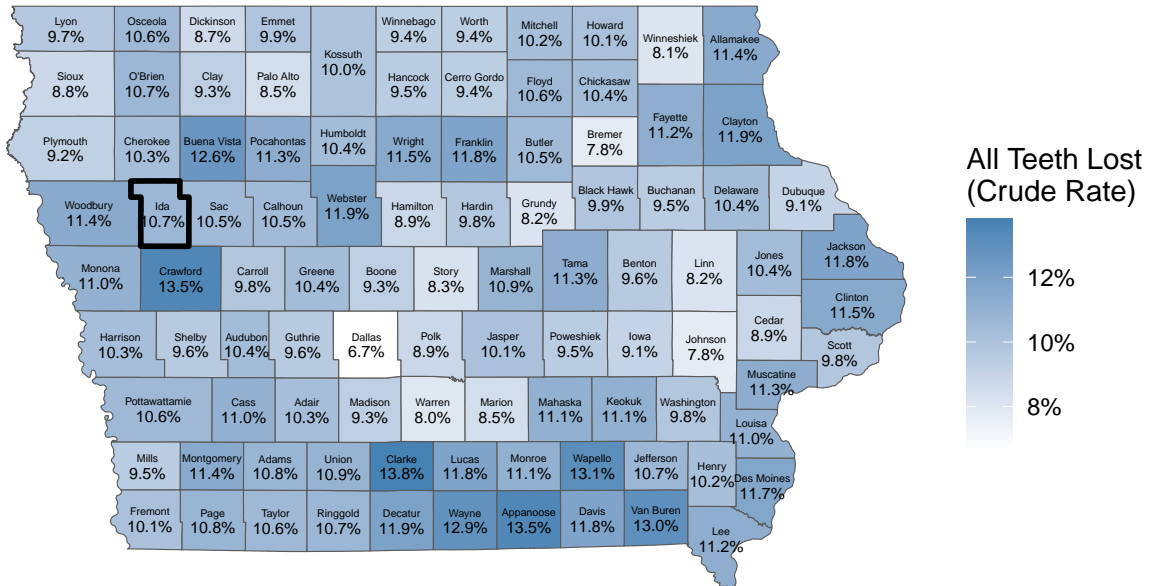 Lyon
9.7%
Osceola
10.6%
Dickinson
8.7%
Emmet
9.9%
Kossuth
10.0%
Winnebago
9.4%
Worth
9.4%
Mitchell
10.2%
Howard
10.1%
Winneshiek
8.1%
Allamakee
11.4%
Sioux
8.8%
O'Brien
10.7%
Clay
9.3%
Palo Alto
8.5%
Hancock
9.5%
Cerro Gordo
9.4%
Floyd
10.6%
Chickasaw
10.4%
Fayette
11.2%
Clayton
11.9%
Plymouth
9.2%
Cherokee
10.3%
Buena Vista
12.6%
Pocahontas
11.3%
Humboldt
10.4%
Wright
11.5%
Franklin
11.8%
Butler
10.5%
Bremer
7.8%
Woodbury
11.4%
Ida
10.7%
Sac
10.5%
Calhoun
10.5%
Webster
11.9%
Hamilton
8.9%
Hardin
9.8%
Grundy
8.2%
Black Hawk
9.9%
Buchanan
9.5%
Delaware
10.4%
Dubuque
9.1%
Monona
11.0%
Crawford
13.5%
Carroll
9.8%
Greene
10.4%
Boone
9.3%
Story
8.3%
Marshall
10.9%
Tama
11.3%
Benton
9.6%
Linn
8.2%
Jones
10.4%
Jackson
11.8%
Clinton
11.5%
Harrison
10.3%
Shelby
9.6%
Audubon
10.4%
Guthrie
9.6%
Dallas
6.7%
Polk
8.9%
Jasper
10.1%
Poweshiek
9.5%
Iowa
9.1%
Johnson
7.8%
Cedar
8.9%
Scott
9.8%
Muscatine
11.3%
Pottawattamie
10.6%
Cass
11.0%
Adair
10.3%
Madison
9.3%
Warren
8.0%
Marion
8.5%
Mahaska
11.1%
Keokuk
11.1%
Washington
9.8%
Louisa
11.0%
Mills
9.5%
Montgomery
11.4%
Adams
10.8%
Union
10.9%
Clarke
13.8%
Lucas
11.8%
Monroe
11.1%
Wapello
13.1%
Jefferson
10.7%
Henry
10.2%
Des Moines
11.7%
Fremont
10.1%
Page
10.8%
Taylor
10.6%
Ringgold
10.7%
Decatur
11.9%
Wayne
12.9%
Appanoose
13.5%
Davis
11.8%
Van Buren
13.0%
Lee
11.2%
All Teeth Lost
(Crude Rate)
12%
10%
8%